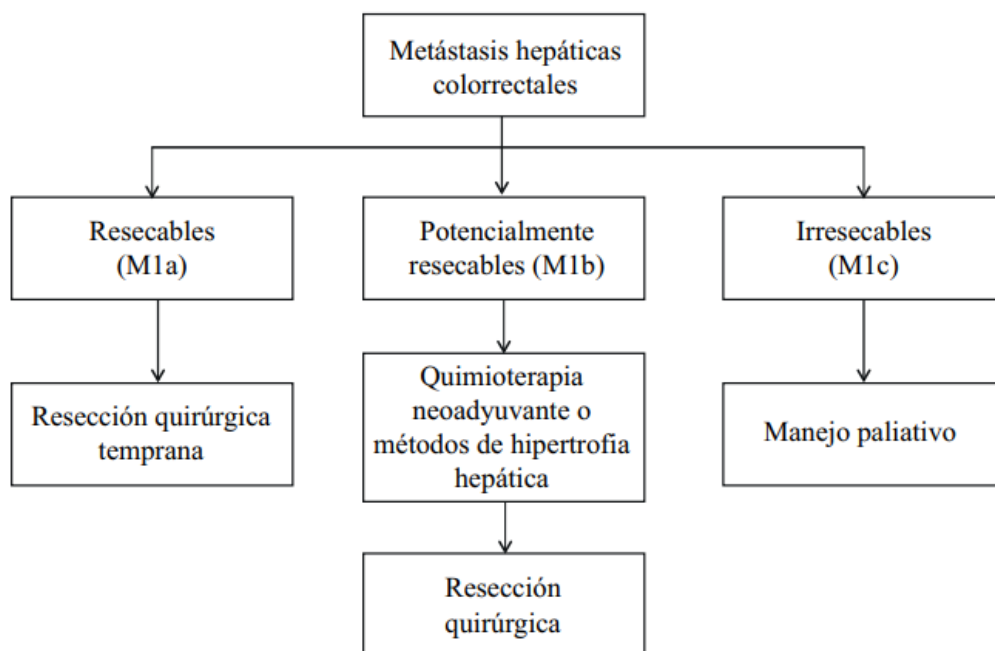 Metástasis hepáticas
colorrectales
Resecables
(M1a)
Potencialmente
resecables (M1b)
Irresecables
(M1c)
Resección quirúrgica
temprana
Quimioterapia
neoadyuvante o
métodos de hipertrofia
hepática
Manejo paliativo
Resección
quirúrgica